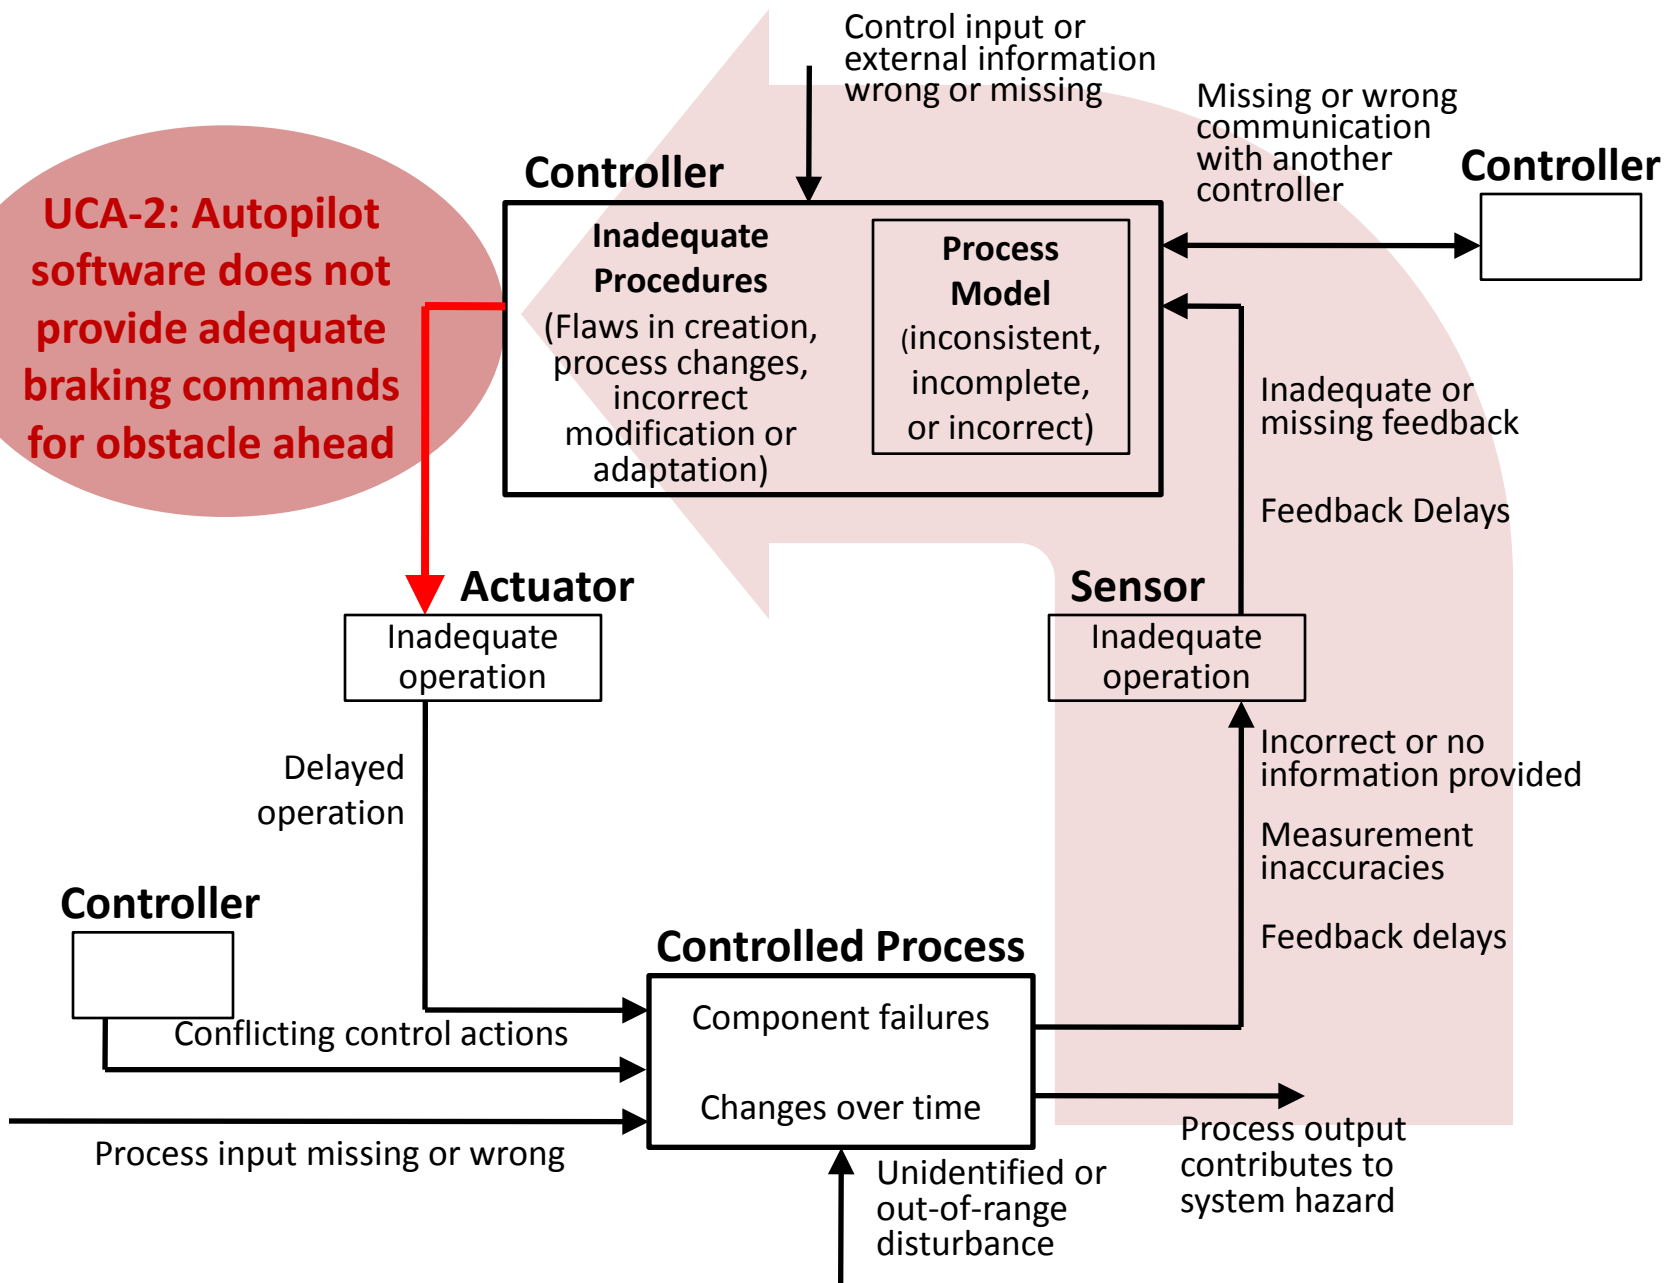 Control input or
external information
wrong or missing
Missing or wrong
communication
with another
controller
Controller
Controller
UCA-2: Autopilot
software does not
provide adequate
braking commands
for obstacle ahead
Inadequate
Procedures
(Flaws in creation,
process changes,
incorrect
modification or
adaptation)
Process
Model
(inconsistent,
incomplete,
or incorrect)
Inadequate or
missing feedback
Feedback Delays
Actuator
Inadequate
operation
Sensor
Inadequate
operation
Delayed
operation
Incorrect or no
information provided
Measurement
inaccuracies
Feedback delays
Controller
Controlled Process
Component failures
Changes over time
Conflicting control actions
Process input missing or wrong
Unidentified or
out-of-range
disturbance
Process output
contributes to
system hazard